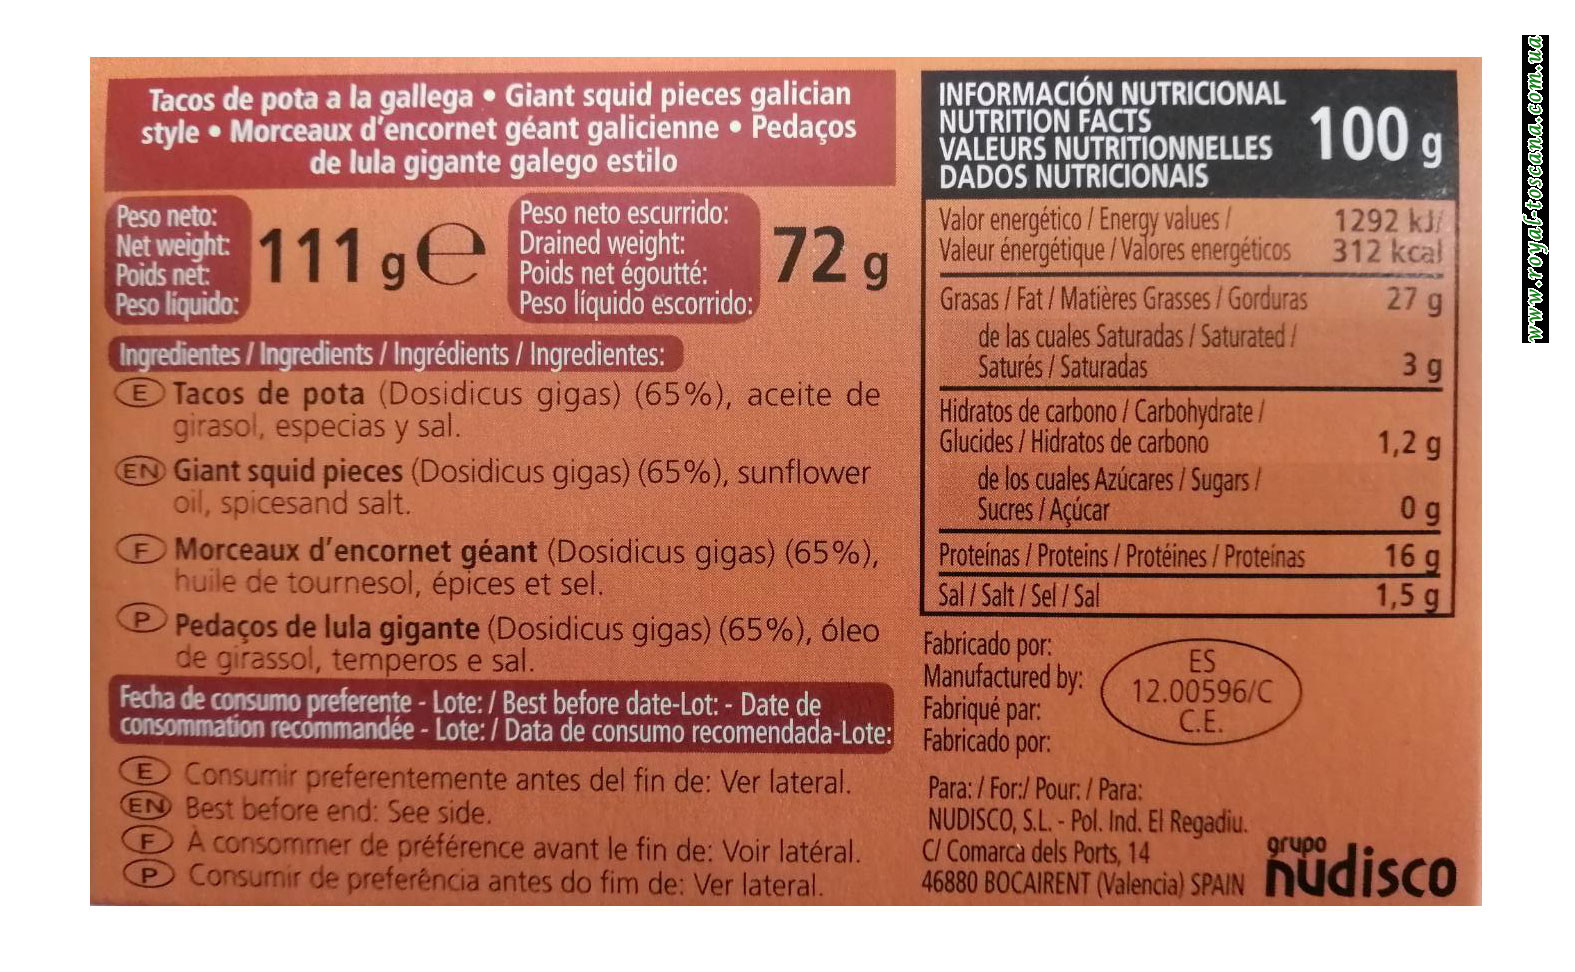 Tacos de pota a la gallega • Giant squid pieces galician
style • Morceaux d'encornet géant galicienne • Pedaços
de lula gigante galego estilo
Peso neto:
Net weight:
Poids net:
Peso líquido:
111 g e
Peso neto escurrido:
Drained weight:
Poids net égoutté:
Peso líquido escorrido:
72 g
Ingredientes / Ingredients / Ingrédients / Ingredientes:
E Tacos de pota (Dosidicus gigas) (65%), aceite de
girasol, especias y sal.
EN Giant squid pieces (Dosidicus gigas) (65%), sunflower
oil, spicesand salt.
F Morceaux d'encornet géant (Dosidicus gigas) (65%),
huile de tournesol, épices et sel.
P Pedaços de lula gigante (Dosidicus gigas) (65%), óleo
de girassol, temperos e sal.
Fecha de consumo preferente - Lote: / Best before date-Lot: - Date de
consommation recommandée - Lote: / Data de consumo recomendada-Lote:
E Consumir preferentemente antes del fin de: Ver lateral.
EN Best before end: See side.
F À consommer de préférence avant le fin de: Voir latéral.
P Consumir de preferência antes do fim de: Ver lateral.
INFORMACIÓN NUTRICIONAL
NUTRITION FACTS
VALEURS NUTRITIONNELLES
DADOS NUTRICIONAIS
100 g
Valor energético / Energy values / 1292 kJ/
Valeur énergétique / Valores energéticos 312 kcal
Grasas / Fat / Matières Grasses / Gorduras 27 g
de las cuales Saturadas / Saturated /
Saturés / Saturadas 3 g
Hidratos de carbono / Carbohydrate /
Glucides / Hidratos de carbono 1,2 g
de los cuales Azúcares / Sugars /
Sucres / Açúcar 0 g
Proteínas / Proteins / Protéines / Proteínas 16 g
Sal / Salt / Sel / Sal 1,5 g
Fabricado por:
Manufactured by:
Fabriqué par:
Fabricado por:
ES
12.00596/C
C.E.
Para: / For:/ Pour: / Para:
NUDISCO, S.L. - Pol. Ind. El Regadiu.
C/ Comarca dels Ports, 14
46880 BOCAIRENT (Valencia) SPAIN
grupo
nudisco
www.royal-toscana.com.ua